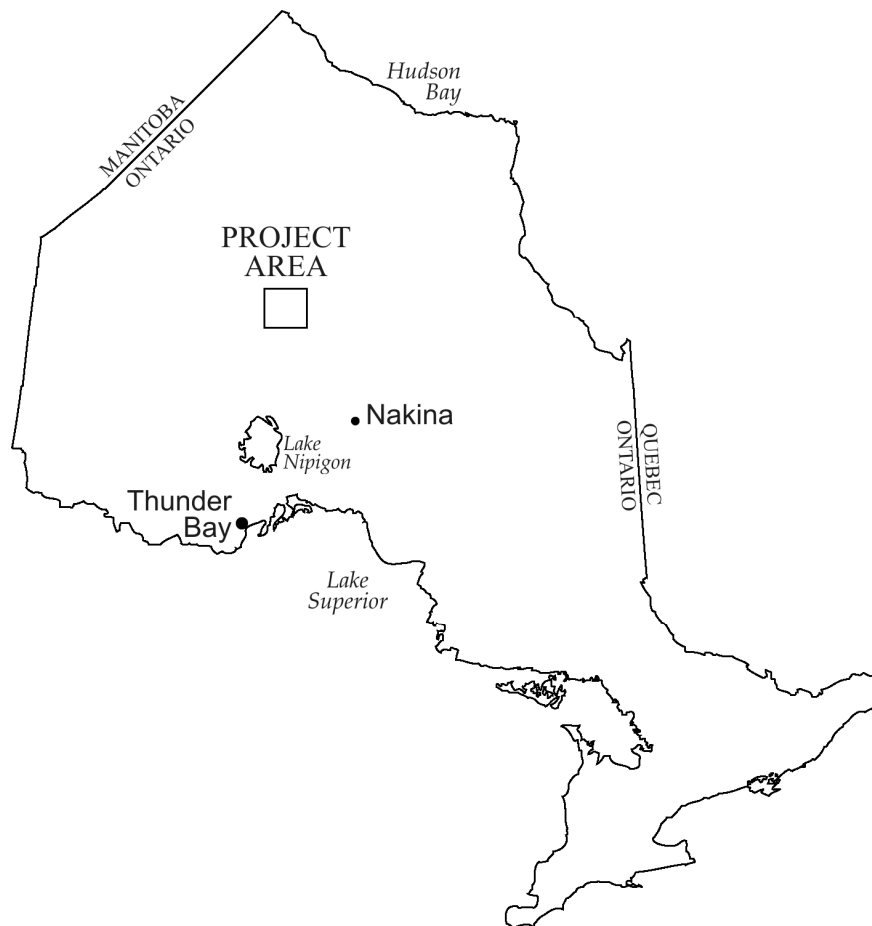 Hudson
Bay
MANITOBA
ONTARIO
PROJECT
AREA
Nakina
Lake
Nipigon
QUEBEC
ONTARIO
Thunder
Bay
Lake
Superior